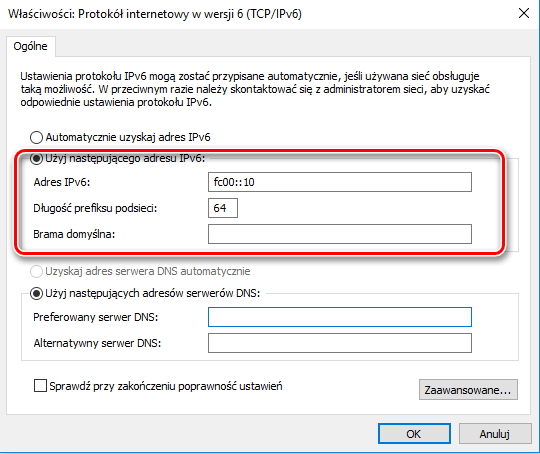 Właściwości: Protokół internetowy w wersji 6 (TCP/IPv6)
Ogólne
Ustawienia protokołu IPv6 mogą zostać przypisane automatycznie, jeśli używana sieć obsługuje
taką możliwość. W przeciwnym razie należy skontaktować się z administratorem sieci, aby uzyskać
odpowiednie ustawienia protokołu IPv6.
Automatycznie uzyskaj adres IPv6
Użyj następującego adresu IPv6:
Adres IPv6: fc00::10
Długość prefiksu podsieci: 64
Brama domyślna:
Uzyskaj adres serwera DNS automatycznie
Użyj następujących adresów serwerów DNS:
Preferowany serwer DNS:
Alternatywny serwer DNS:
Sprawdź przy zakończeniu poprawność ustawień
Zaawansowane...
OK Anuluj